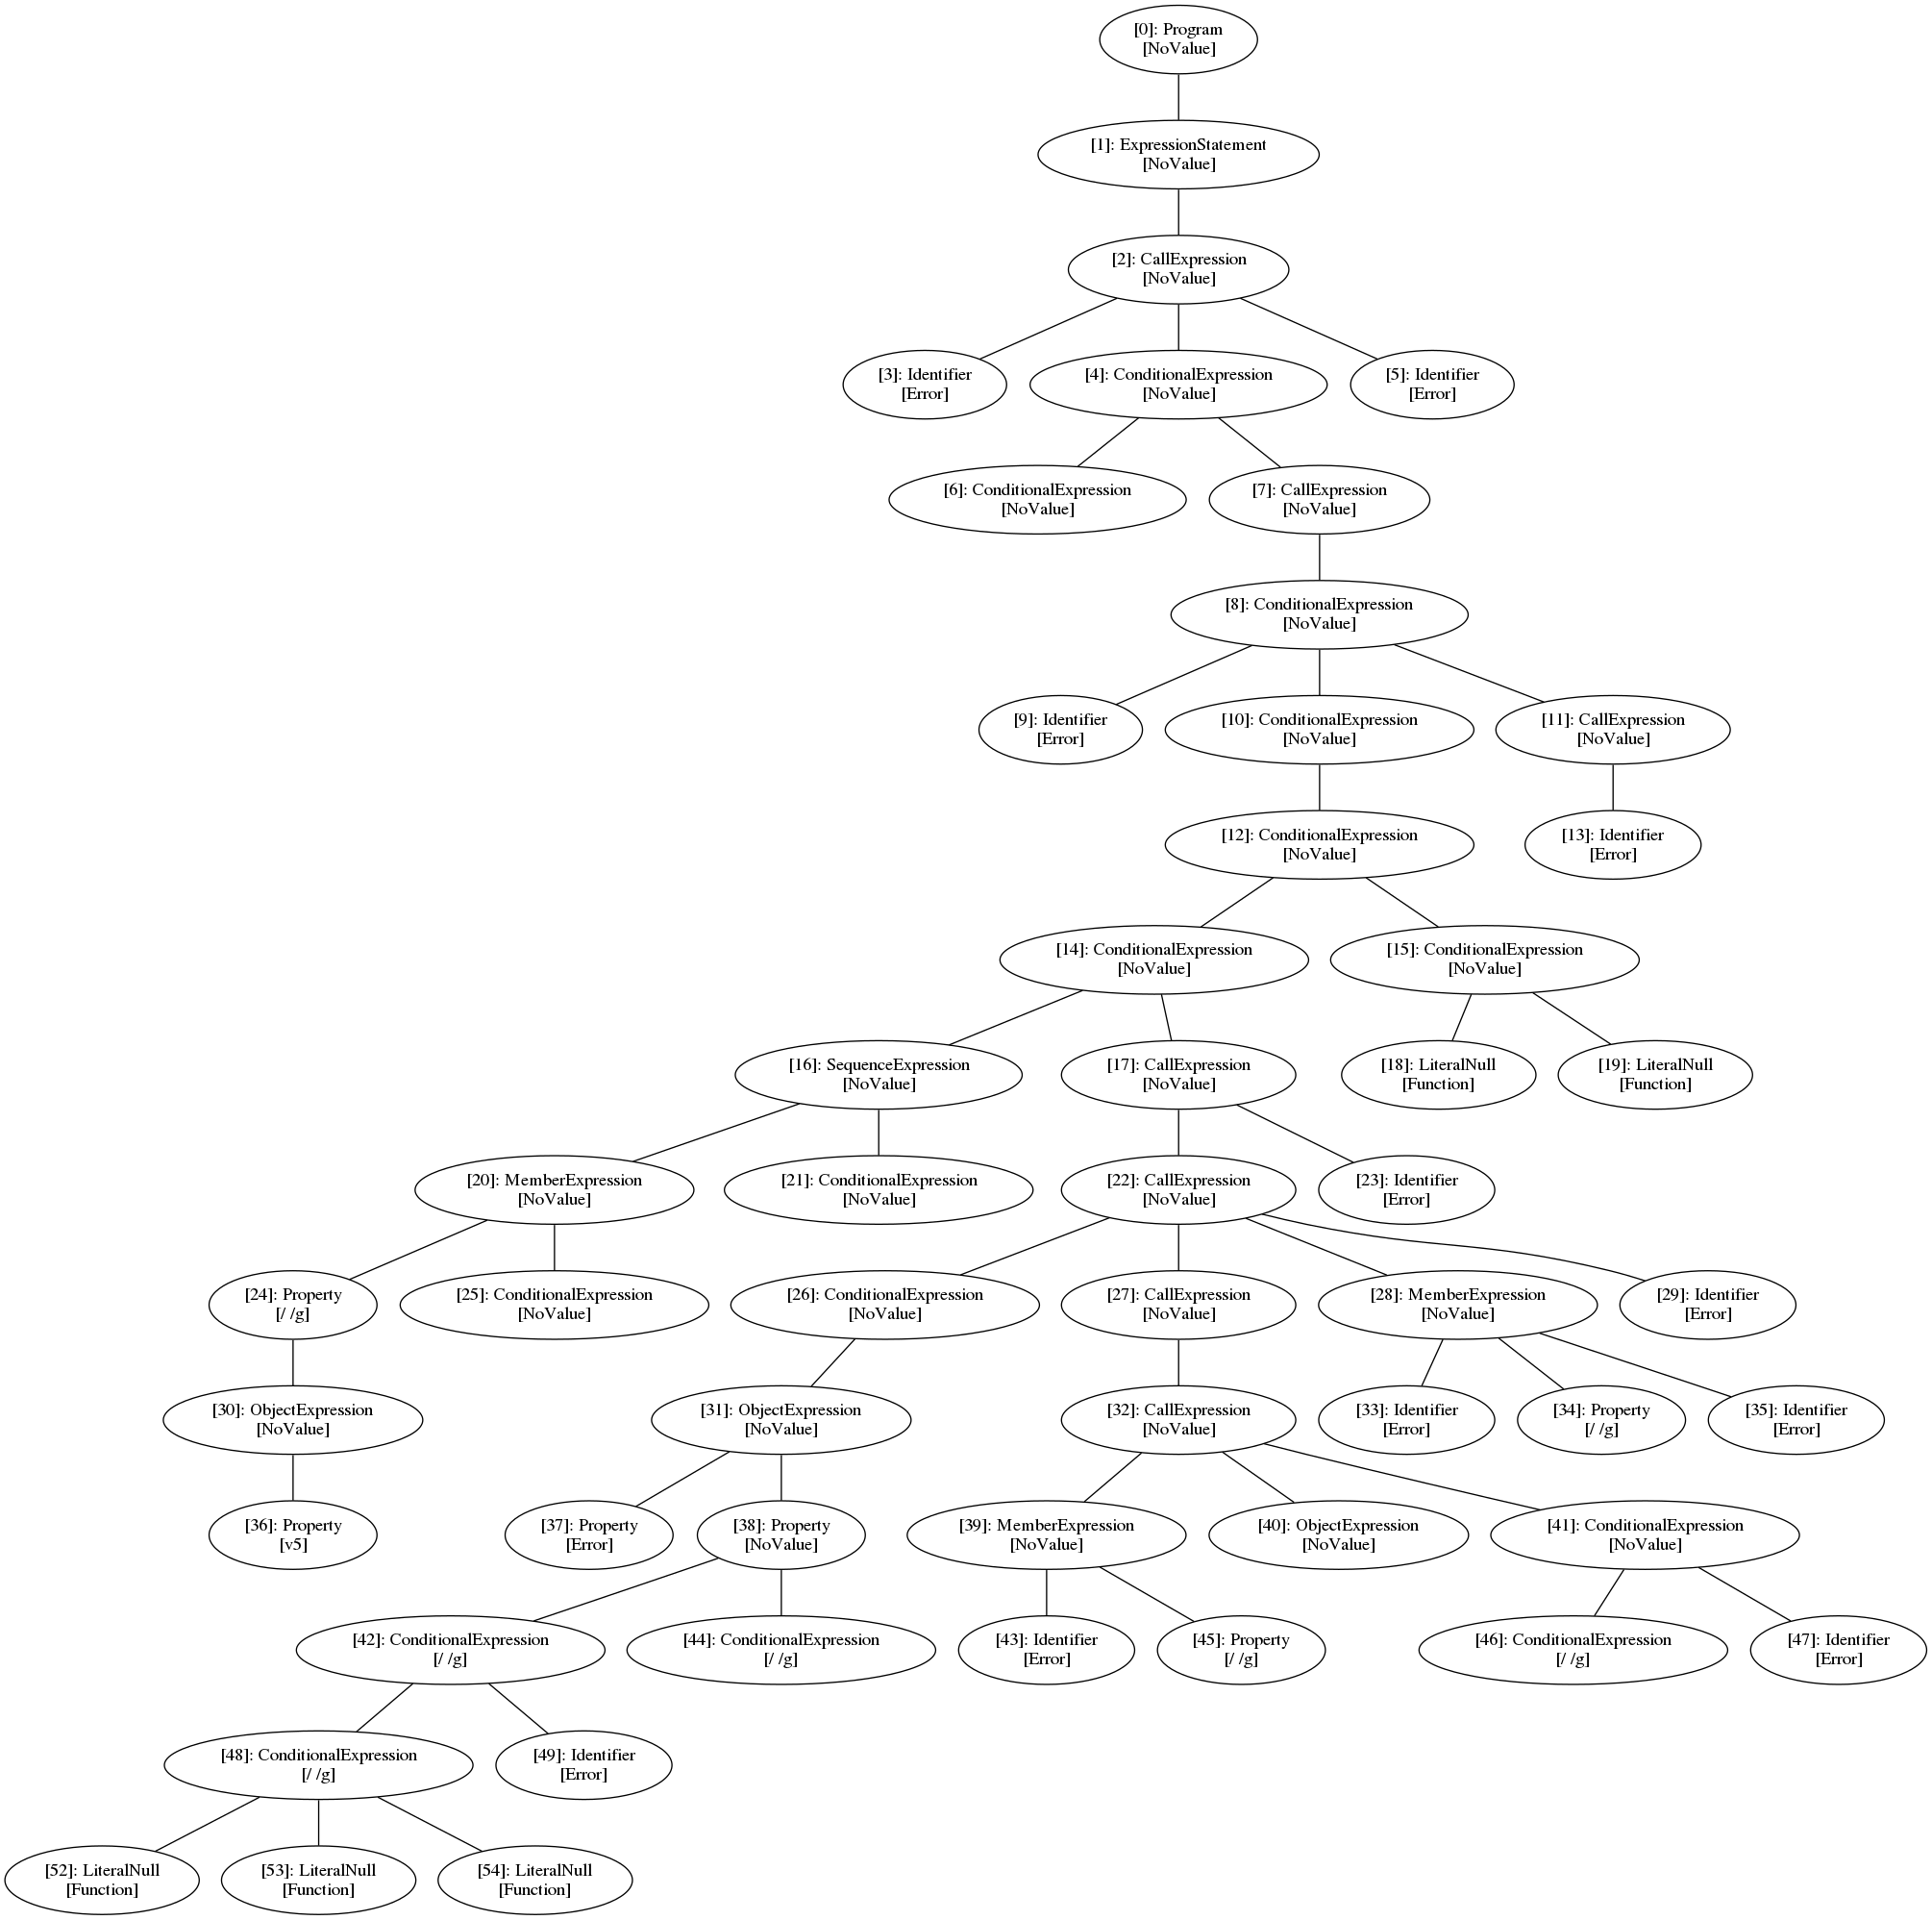 [0]: Program
[NoValue]
[1]: ExpressionStatement
[NoValue]
[2]: CallExpression
[NoValue]
[3]: Identifier
[Error]
[4]: ConditionalExpression
[NoValue]
[5]: Identifier
[Error]
[6]: ConditionalExpression
[NoValue]
[7]: CallExpression
[NoValue]
[8]: ConditionalExpression
[NoValue]
[9]: Identifier
[Error]
[10]: ConditionalExpression
[NoValue]
[11]: CallExpression
[NoValue]
[12]: ConditionalExpression
[NoValue]
[13]: Identifier
[Error]
[14]: ConditionalExpression
[NoValue]
[15]: ConditionalExpression
[NoValue]
[16]: SequenceExpression
[NoValue]
[17]: CallExpression
[NoValue]
[18]: LiteralNull
[Function]
[19]: LiteralNull
[Function]
[20]: MemberExpression
[NoValue]
[21]: ConditionalExpression
[NoValue]
[22]: CallExpression
[NoValue]
[23]: Identifier
[Error]
[24]: Property
[/ /g]
[25]: ConditionalExpression
[NoValue]
[26]: ConditionalExpression
[NoValue]
[27]: CallExpression
[NoValue]
[28]: MemberExpression
[NoValue]
[29]: Identifier
[Error]
[30]: ObjectExpression
[NoValue]
[31]: ObjectExpression
[NoValue]
[32]: CallExpression
[NoValue]
[33]: Identifier
[Error]
[34]: Property
[/ /g]
[35]: Identifier
[Error]
[36]: Property
[v5]
[37]: Property
[Error]
[38]: Property
[NoValue]
[39]: MemberExpression
[NoValue]
[40]: ObjectExpression
[NoValue]
[41]: ConditionalExpression
[NoValue]
[42]: ConditionalExpression
[/ /g]
[44]: ConditionalExpression
[/ /g]
[43]: Identifier
[Error]
[45]: Property
[/ /g]
[46]: ConditionalExpression
[/ /g]
[47]: Identifier
[Error]
[48]: ConditionalExpression
[/ /g]
[49]: Identifier
[Error]
[52]: LiteralNull
[Function]
[53]: LiteralNull
[Function]
[54]: LiteralNull
[Function]